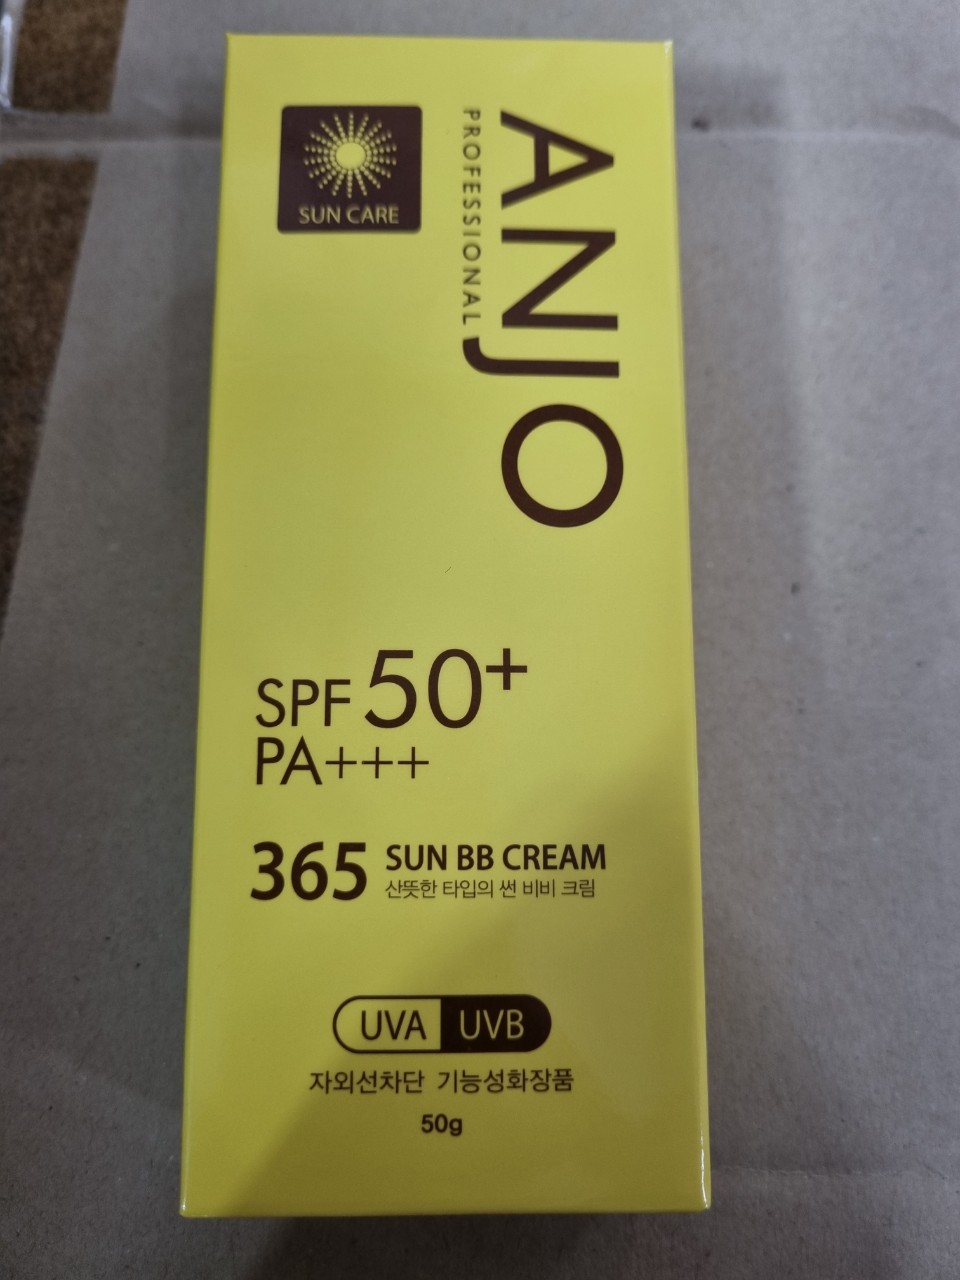 SUN CARE
ANJO
PROFESSIONAL
SPF 50+
PA+++
365 SUN BB CREAM
산뜻한 타입의 썬 비비 크림
UVA UVB
자외선차단 기능성화장품
50g